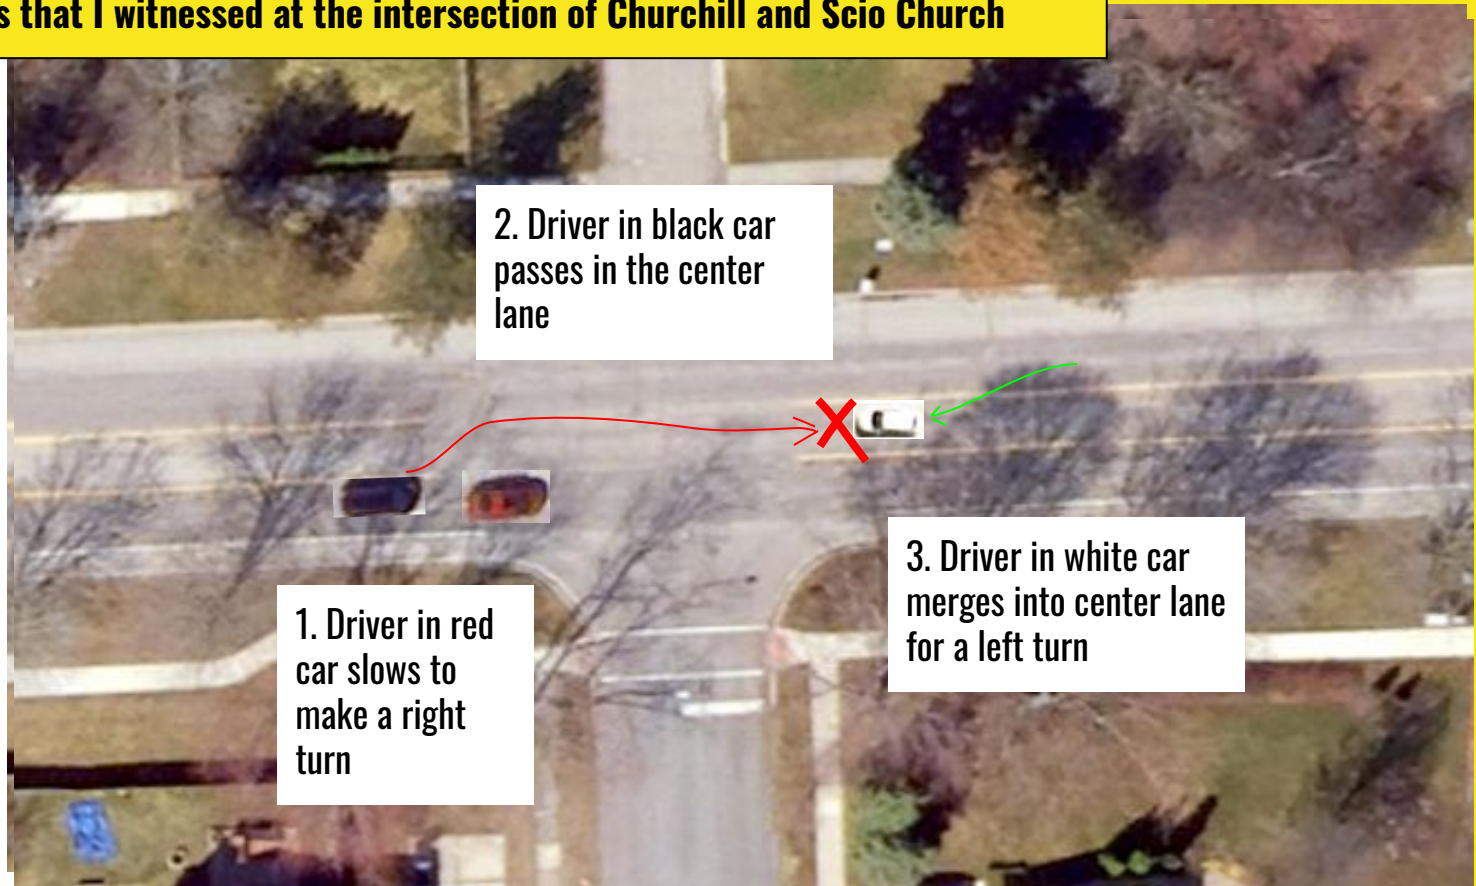 s that I witnessed at the intersection of Churchill and Scio Church
2. Driver in black car
passes in the center
lane
3. Driver in white car
merges into center lane
for a left turn
1. Driver in red
car slows to
make a right
turn